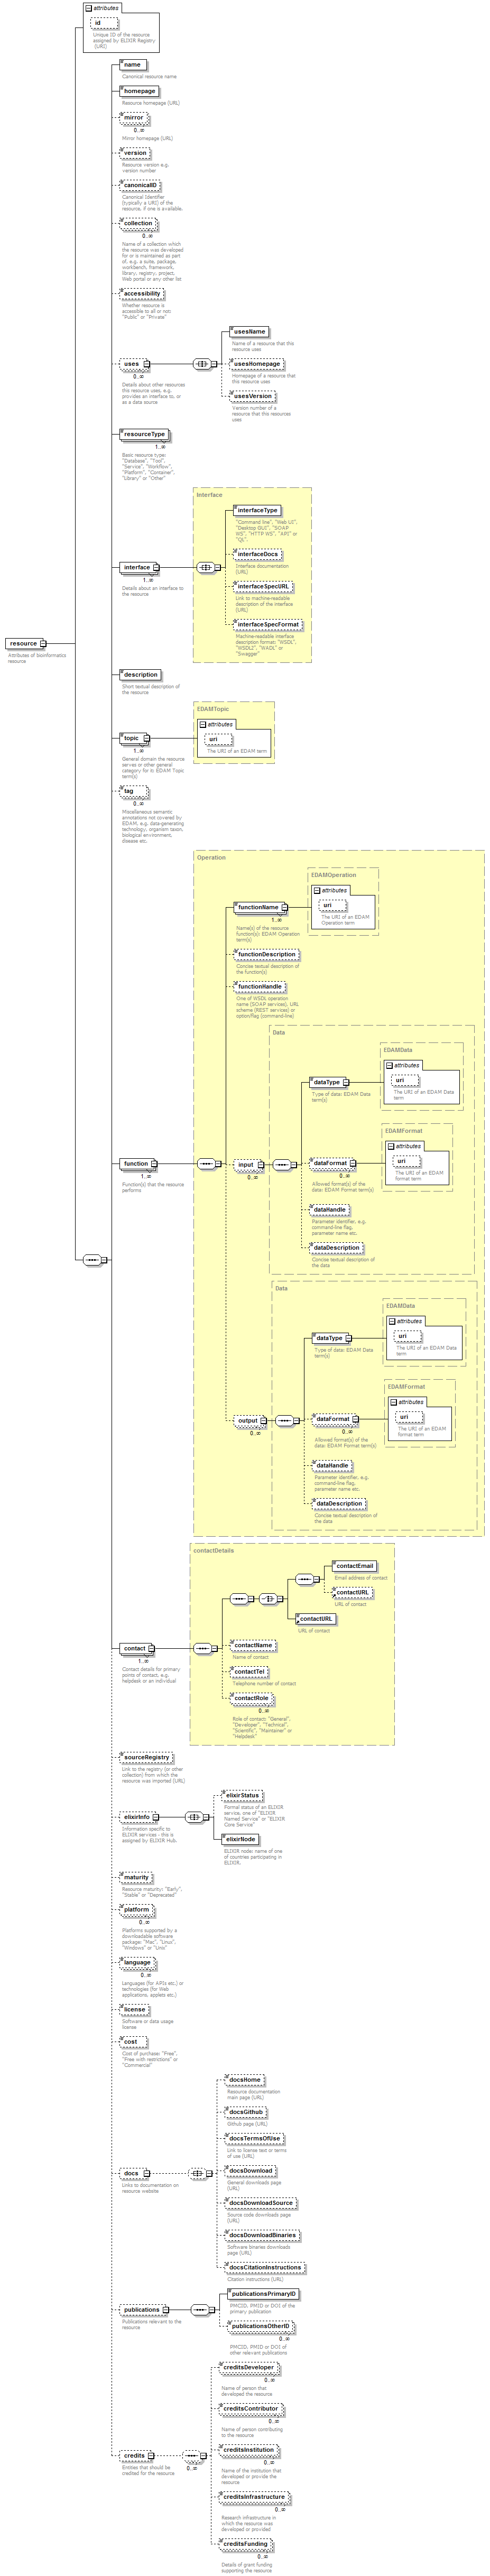 attributes
id
Unique ID of the resource
assigned by ELIXIR Registry
(URI)
name
Canonical resource name
homepage
Resource homepage (URL)
mirror
0..∞
Mirror homepage (URL)
version
Resource version e.g.
version number
canonicalID
Canonical Identifier
(typically a URI) of the
resource, if one is available.
collection
0..∞
Name of a collection which
the resource was developed
for or is maintained as part
of, e.g. a suite, package,
workbench, framework,
library, registry, project,
Web portal or any other list
accessibility
Whether resource is
accessible to all or not:
"Public" or "Private"
uses
0..∞
Details about other resources
this resource uses, e.g.
provides an interface to, or
as a data source
usesName
Name of a resource that this
resource uses
usesHomepage
Homepage of a resource that
this resource uses
usesVersion
Version number of a
resource that this resources
uses
resourceType
1..∞
Basic resource type:
"Database", "Tool",
"Service", "Workflow",
"Platform", "Container",
"Library" or "Other"
interface
1..∞
Details about an interface to
the resource
Interface
interfaceType
"Command line", "Web UI",
"Desktop GUI", "SOAP
WS", "HTTP WS", "API" or
"QL".
interfaceDocs
Interface documentation
(URL)
interfaceSpecURL
Link to machine-readable
description of the interface
(URL)
interfaceSpecFormat
Machine-readable interface
description format: "WSDL",
"WSDL2", "WADL" or
"Swagger"
resource
Attributes of bioinformatics
resource
description
Short textual description of
the resource
topic
1..∞
General domain the resource
serves or other general
category for it: EDAM Topic
term(s)
EDAMTopic
attributes
uri
The URI of an EDAM term
tag
0..∞
Miscellaneous semantic
annotations not covered by
EDAM, e.g. data-generating
technology, organism taxon,
biological environment,
disease etc.
Operation
functionName
1..∞
Name(s) of the resource
function(s): EDAM Operation
term(s)
EDAMOperation
attributes
uri
The URI of an EDAM
Operation term
functionDescription
Concise textual description of
the function(s)
functionHandle
One of WSDL operation
name (SOAP services), URL
scheme (REST services) or
option/flag (command-line)
function
1..∞
Function(s) that the resource
performs
input
0..∞
Data
dataType
Type of data: EDAM Data
term(s)
EDAMData
attributes
uri
The URI of an EDAM Data
term
dataFormat
0..∞
Allowed format(s) of the
data: EDAM Format term(s)
EDAMFormat
attributes
uri
The URI of an EDAM
format term
dataHandle
Parameter identifier, e.g.
command-line flag,
parameter name etc.
dataDescription
Concise textual description of
the data
output
0..∞
Data
dataType
Type of data: EDAM Data
term(s)
EDAMData
attributes
uri
The URI of an EDAM Data
term
dataFormat
0..∞
Allowed format(s) of the
data: EDAM Format term(s)
EDAMFormat
attributes
uri
The URI of an EDAM
format term
dataHandle
Parameter identifier, e.g.
command-line flag,
parameter name etc.
dataDescription
Concise textual description of
the data
contact
1..∞
Contact details for primary
points of contact, e.g.
helpdesk or an individual
contactDetails
contactEmail
Email address of contact
contactURL
URL of contact
contactURL
URL of contact
contactName
Name of contact
contactTel
Telephone number of contact
contactRole
0..∞
Role of contact: "General",
"Developer", "Technical",
"Scientific", "Maintainer" or
"Helpdesk"
sourceRegistry
Link to the registry (or other
collection) from which the
resource was imported (URL)
elixirInfo
Information specific to
ELIXIR services - this is
assigned by ELIXIR Hub.
elixirStatus
Formal status of an ELIXIR
service, one of "ELIXIR
Named Service" or "ELIXIR
Core Service"
elixirNode
ELIXIR node: name of one
of countries participating in
ELIXIR.
maturity
Resource maturity: "Early",
"Stable" or "Deprecated"
platform
0..∞
Platforms supported by a
downloadable software
package: "Mac", "Linux",
"Windows" or "Unix"
language
0..∞
Languages (for APIs etc.) or
technologies (for Web
applications, applets etc.)
license
Software or data usage
license
cost
Cost of purchase: "Free",
"Free with restrictions" or
"Commercial"
docs
Links to documentation on
resource website
docsHome
Resource documentation
main page (URL)
docsGithub
Github page (URL)
docsTermsOfUse
Link to license text or terms
of use (URL)
docsDownload
General downloads page
(URL)
docsDownloadSource
Source code downloads page
(URL)
docsDownloadBinaries
Software binaries downloads
page (URL)
docsCitationInstructions
Citation instructions (URL)
publications
Publications relevant to the
resource
publicationsPrimaryID
PMCID, PMID or DOI of the
primary publication
publicationsOtherID
0..∞
PMCID, PMID or DOI of
other relevant publications
credits
Entities that should be
credited for the resource
0..∞
creditsDeveloper
0..∞
Name of person that
developed the resource
creditsContributor
0..∞
Name of person contributing
to the resource
creditsInstitution
0..∞
Name of the institution that
developed or provide the
resource
creditsInfrastructure
0..∞
Research infrastructure in
which the resource was
developed or provided
creditsFunding
0..∞
Details of grant funding
supporting the resource